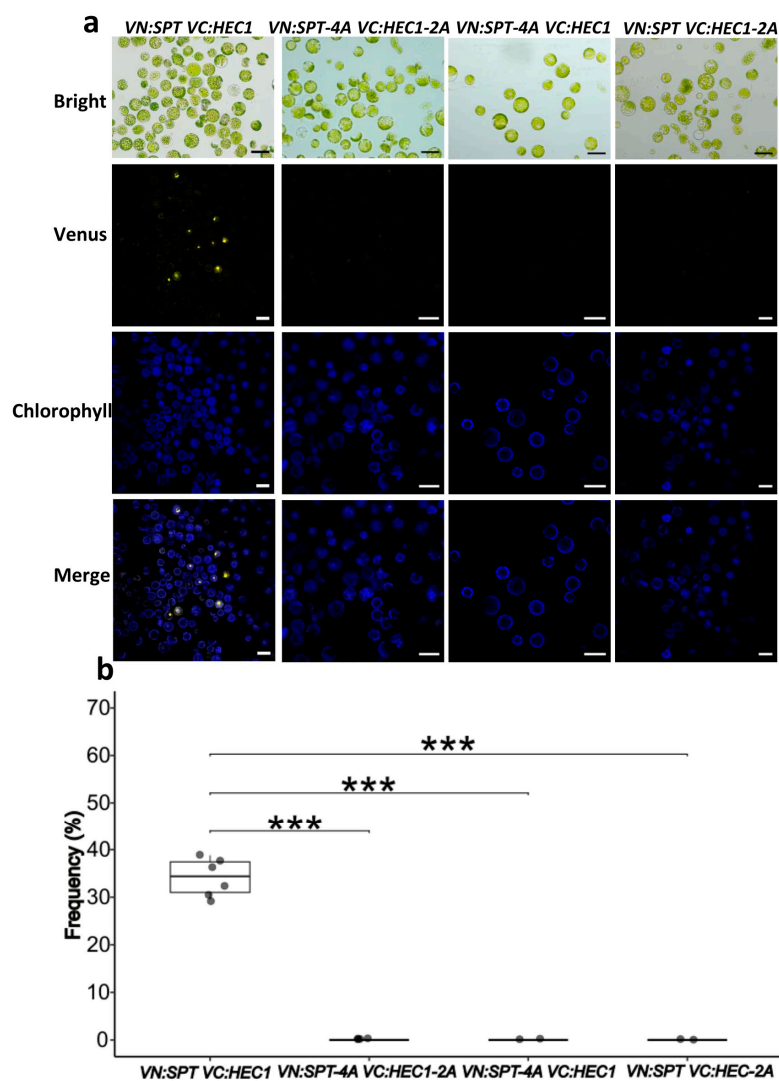 a
VN:SPT VC:HEC1 VN:SPT-4A VC:HEC1-2A VN:SPT-4A VC:HEC1 VN:SPT VC:HEC1-2A
Bright
Venus
Chlorophyll
Merge
b
70
60
50
40
30
20
10
0
Frequency (%)
***
***
***
VN:SPT VC:HEC1 VN:SPT-4A VC:HEC1-2A VN:SPT-4A VC:HEC1 VN:SPT VC:HEC-2A